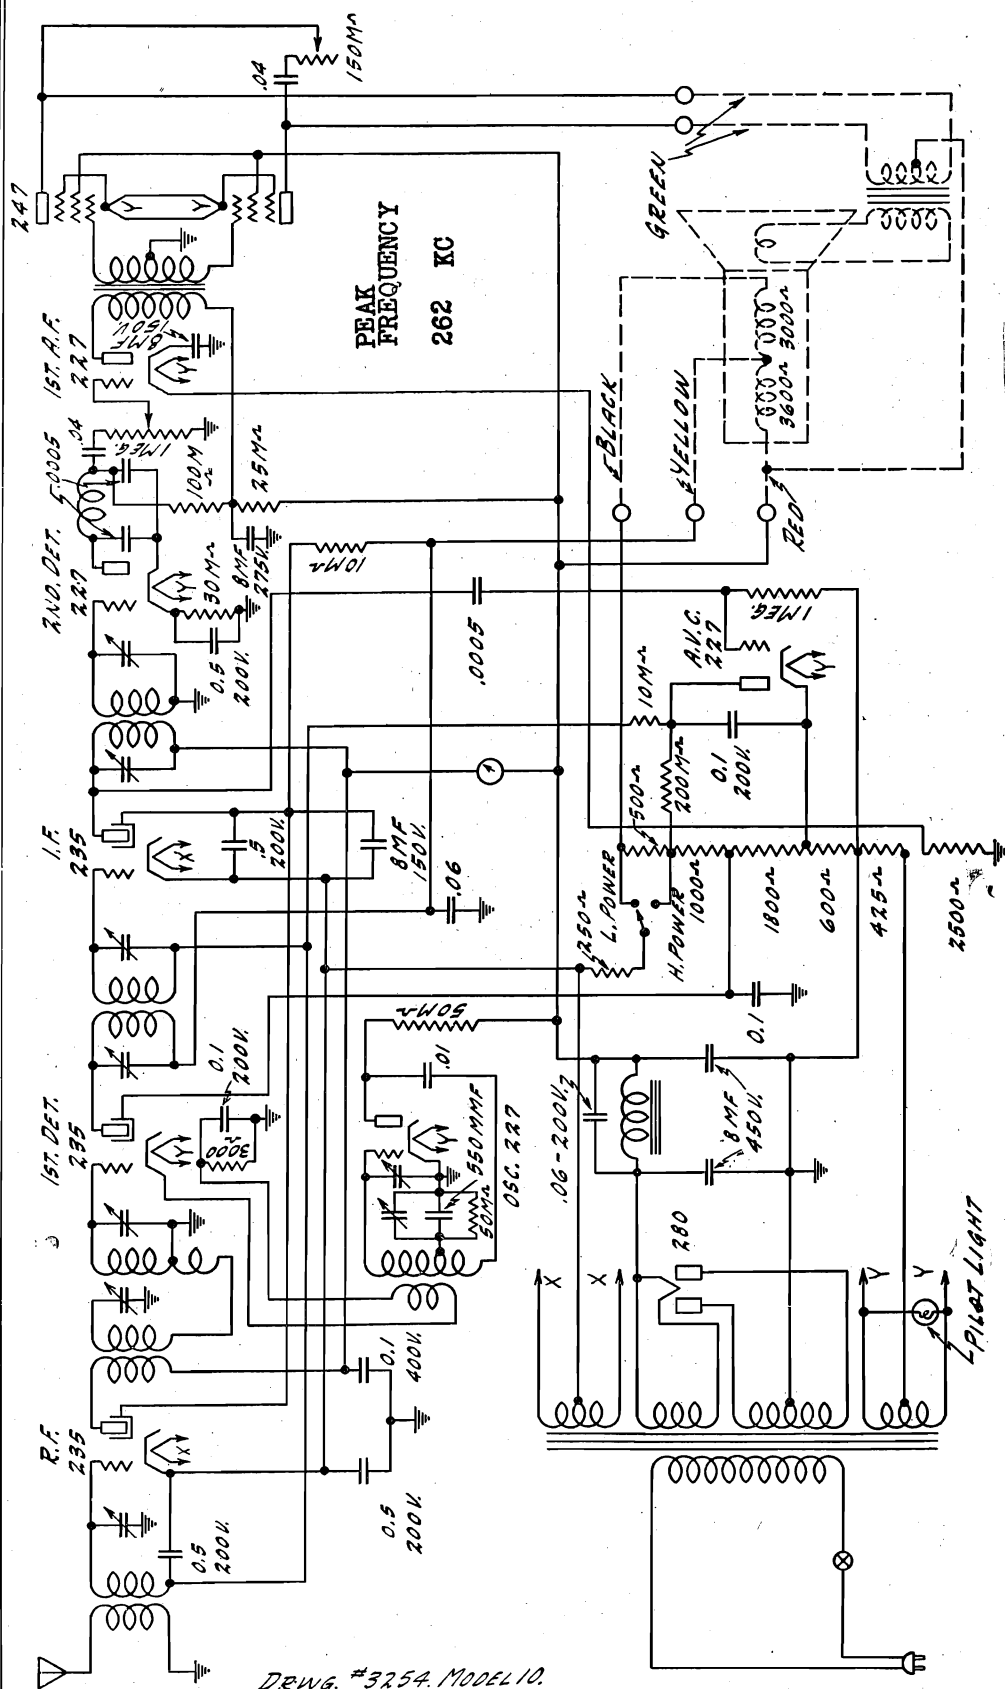 R.F.
235
1ST. DET.
235
I.F.
235
2ND. DET.
227
1ST. A.F.
227
247
0.5
200V.
X
0.5
200V.
0.1
400V.
Y
3000
Ω
0.1
200V.
50MΩ
.01
Y
550MMF
50MΩ
OSC. 227
X
.5
200V.
8MF
150V.
.06
0.5
200V.
Y
30MΩ
8MF
275V.
.0005
.04
1MEG.
100M
Ω
25MΩ
Y
8MF
150V.
Y
Y
.04
150MΩ
PEAK
FREQUENCY
262 KC
10MΩ
.0005
A.V.C.
227
1MEG.
Y
10MΩ
200MΩ
0.1
200V.
500Ω
1250Ω
L.POWER
H.POWER
1000Ω
1800Ω
600Ω
425Ω
2500Ω
0.1
.06-200V.
8MF
450V.
280
X
X
Y
Y
PILOT LIGHT
BLACK
YELLOW
RED
GREEN
3600Ω
3000Ω
DRWG. #3254. MODEL 10.